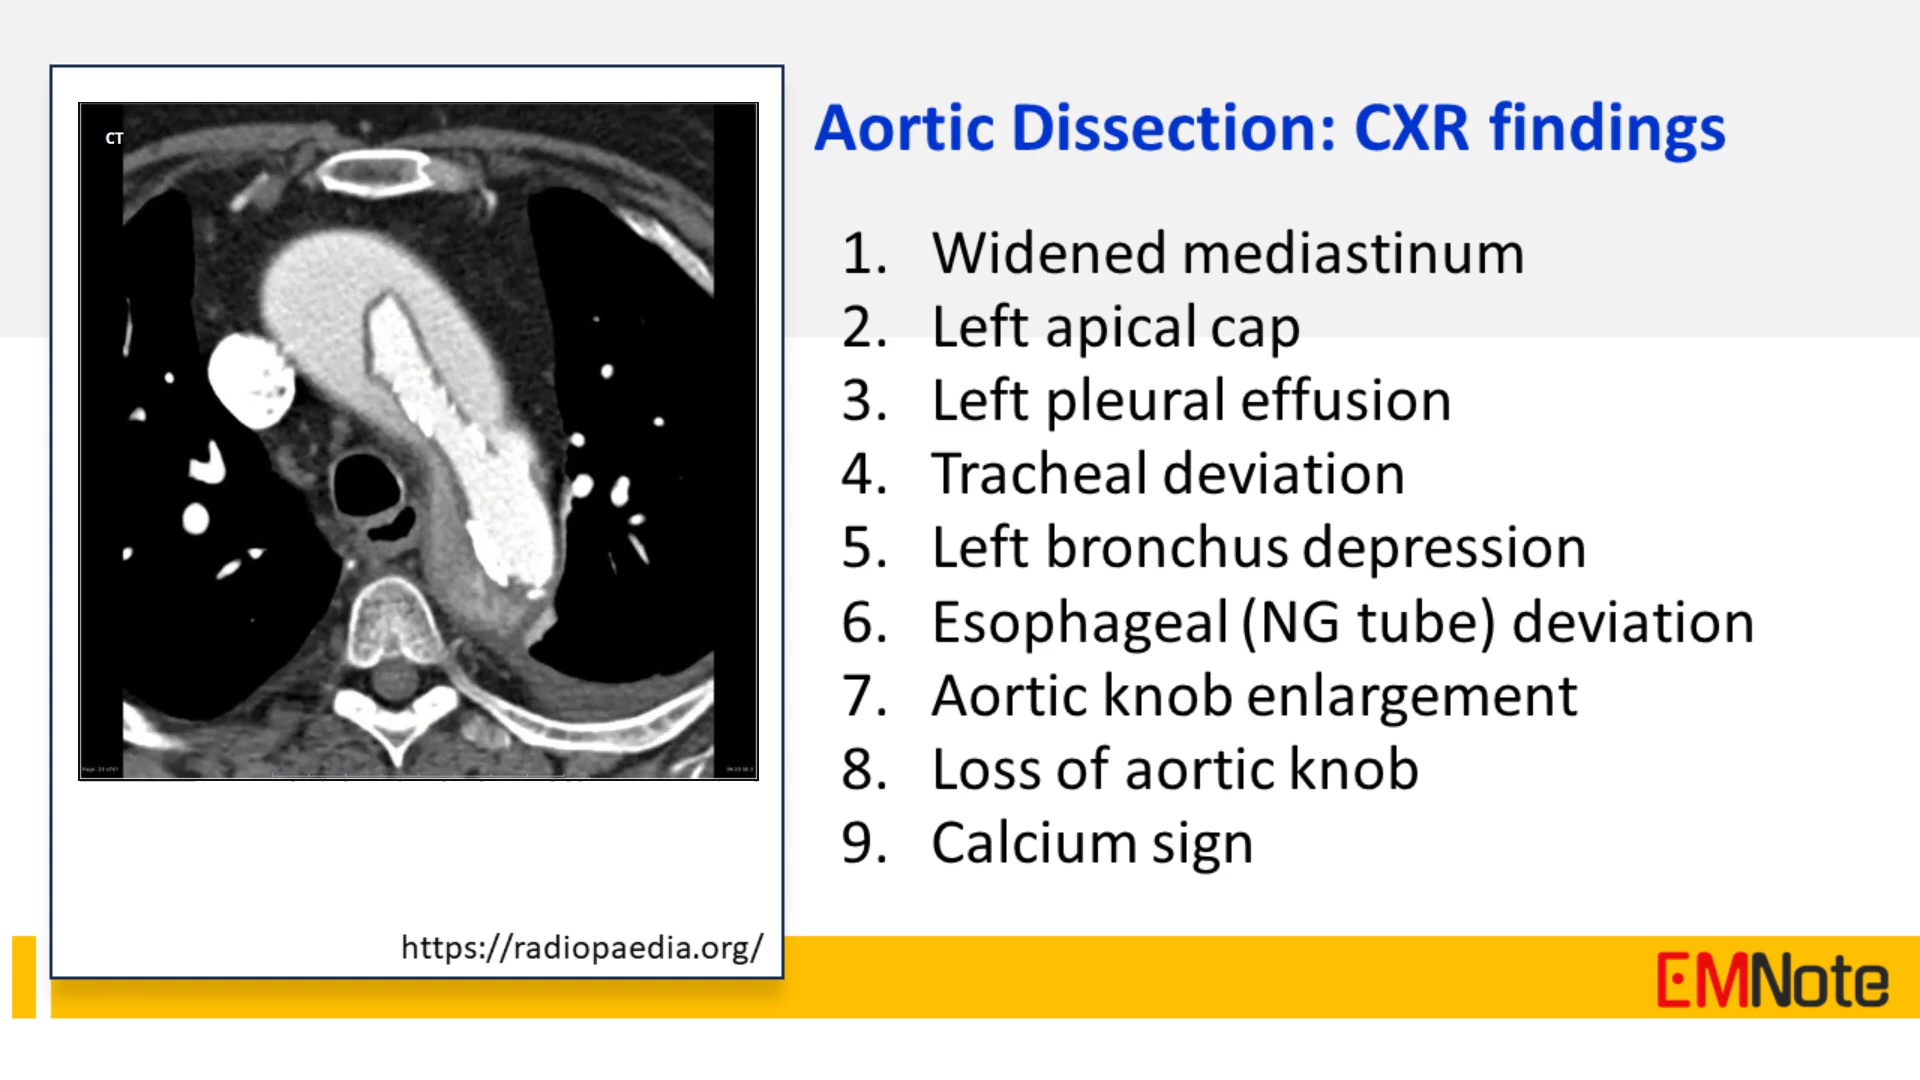 CT
https://radiopaedia.org/
Aortic Dissection: CXR findings
1. Widened mediastinum
2. Left apical cap
3. Left pleural effusion
4. Tracheal deviation
5. Left bronchus depression
6. Esophageal (NG tube) deviation
7. Aortic knob enlargement
8. Loss of aortic knob
9. Calcium sign
EMNote